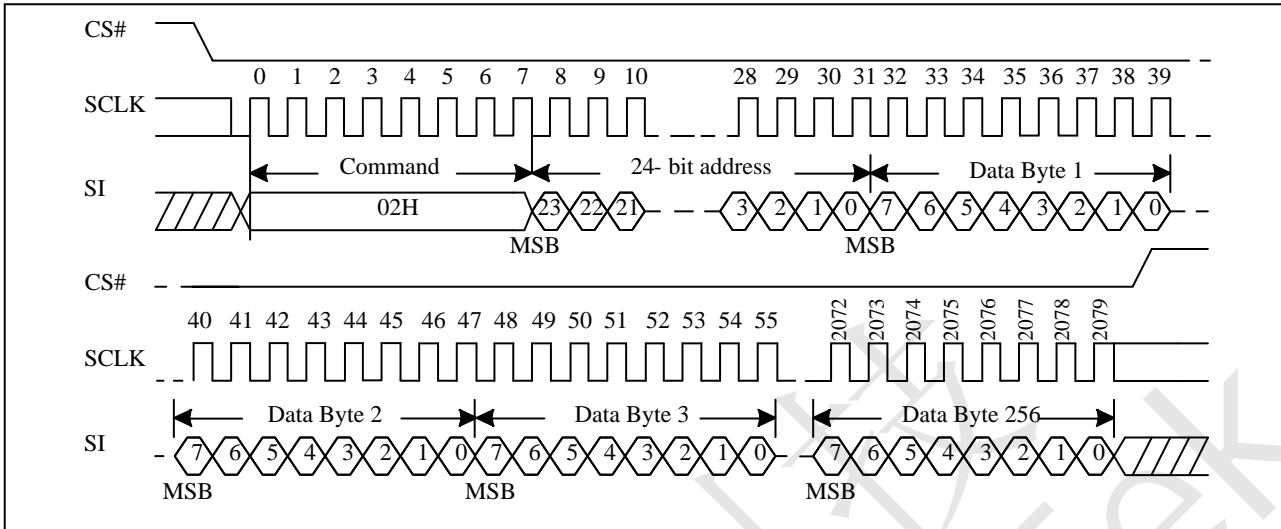 CS#
0 1 2 3 4 5 6 7 8 9 10 28 29 30 31 32 33 34 35 36 37 38 39
SCLK
Command 24- bit address Data Byte 1
SI
02H 23 22 21 3 2 1 0 7 6 5 4 3 2 1 0
MSB MSB
CS#
40 41 42 43 44 45 46 47 48 49 50 51 52 53 54 55 2072 2073 2074 2075 2076 2077 2078 2079
SCLK
Data Byte 2 Data Byte 3 Data Byte 256
SI
7 6 5 4 3 2 1 0 7 6 5 4 3 2 1 0 7 6 5 4 3 2 1 0
MSB MSB MSB